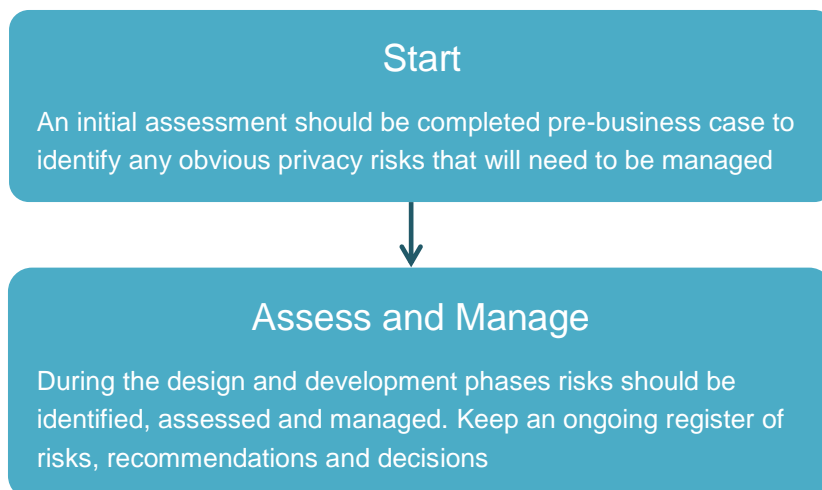 Start
An initial assessment should be completed pre-business case to
identify any obvious privacy risks that will need to be managed
Assess and Manage
During the design and development phases risks should be
identified, assessed and managed. Keep an ongoing register of
risks, recommendations and decisions